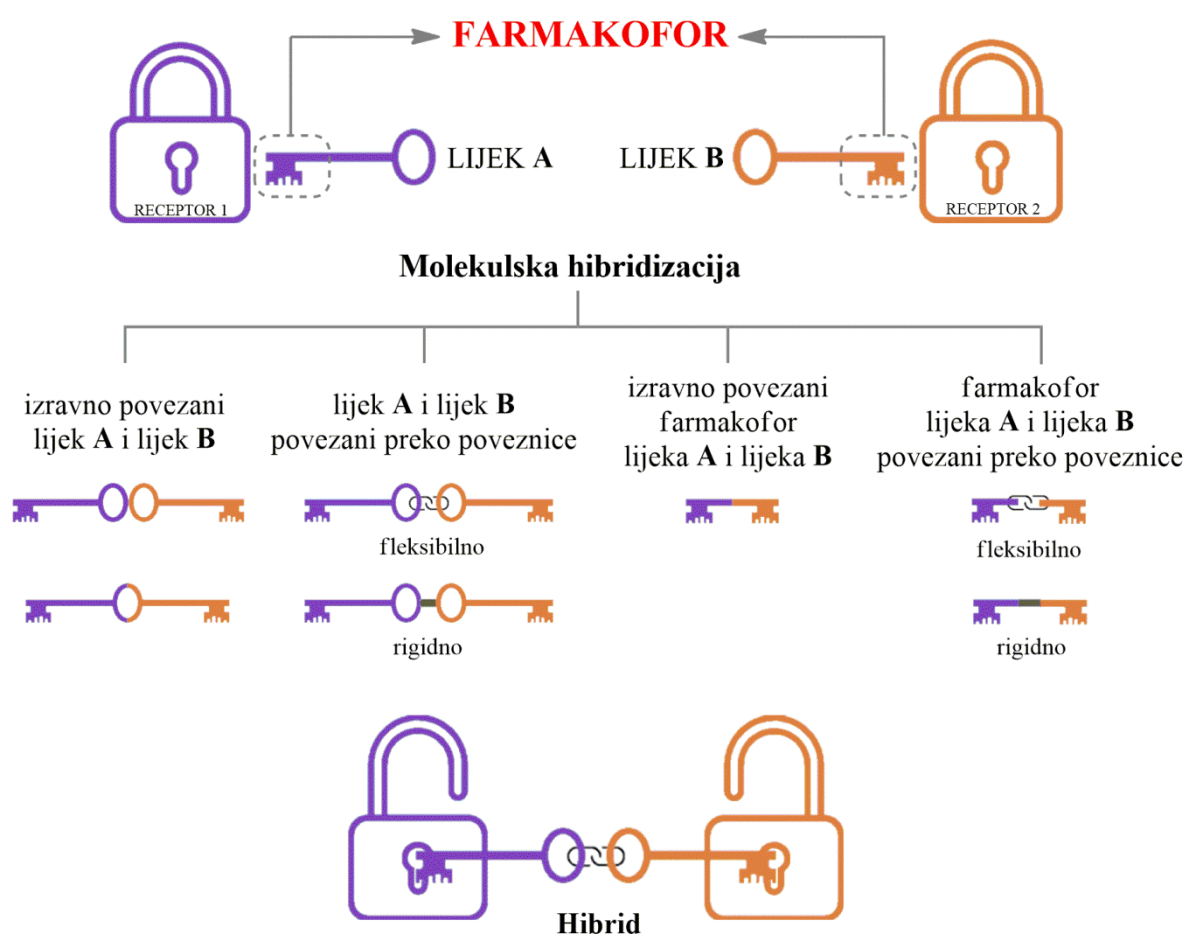 FARMAKOFOR
LIJEK A
LIJEK B
RECEPTOR 1
RECEPTOR 2
Molekulska hibridizacija
izravno povezani
lijek A i lijek B
lijek A i lijek B
povezani preko poveznice
fleksibilno
rigidno
izravno povezani
farmakofor
lijeka A i lijeka B
farmakofor
lijeka A i lijeka B
povezani preko poveznice
fleksibilno
rigidno
Hibrid